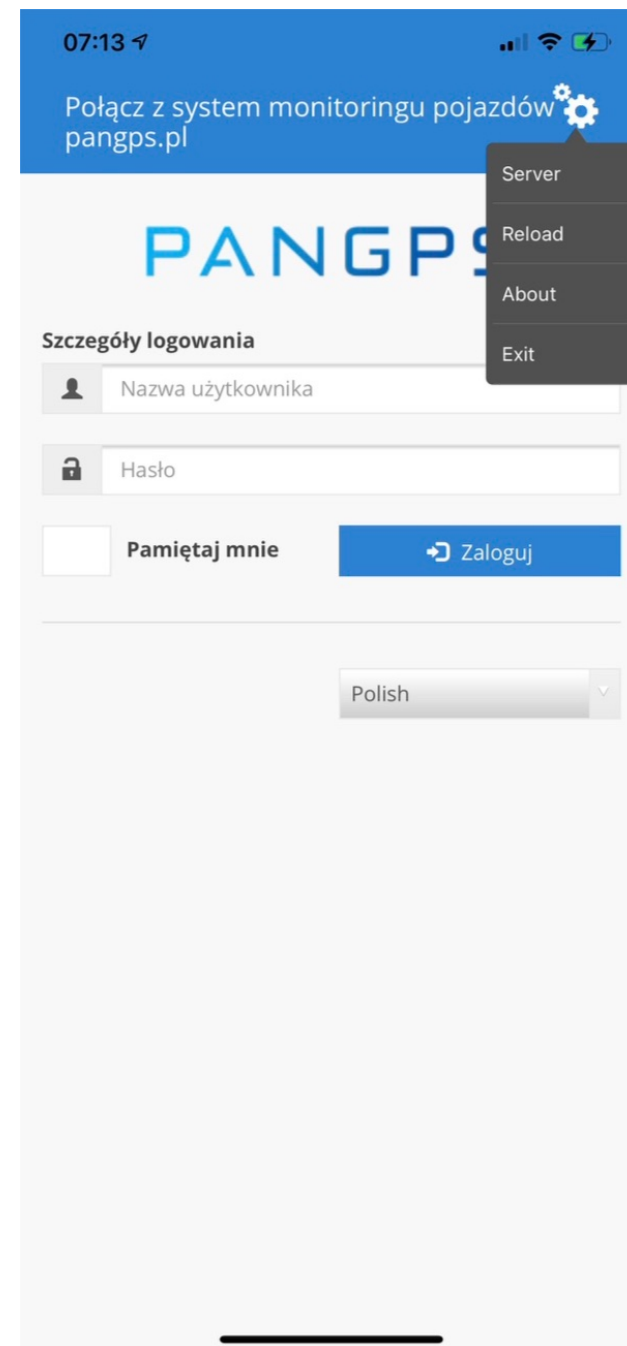 07:13
Połącz z system monitoringu pojazdów
pangps.pl
Server
PANGPS
Reload
About
Exit
Szczegóły logowania
Nazwa użytkownika
Hasło
Pamiętaj mnie
Zaloguj
Polish